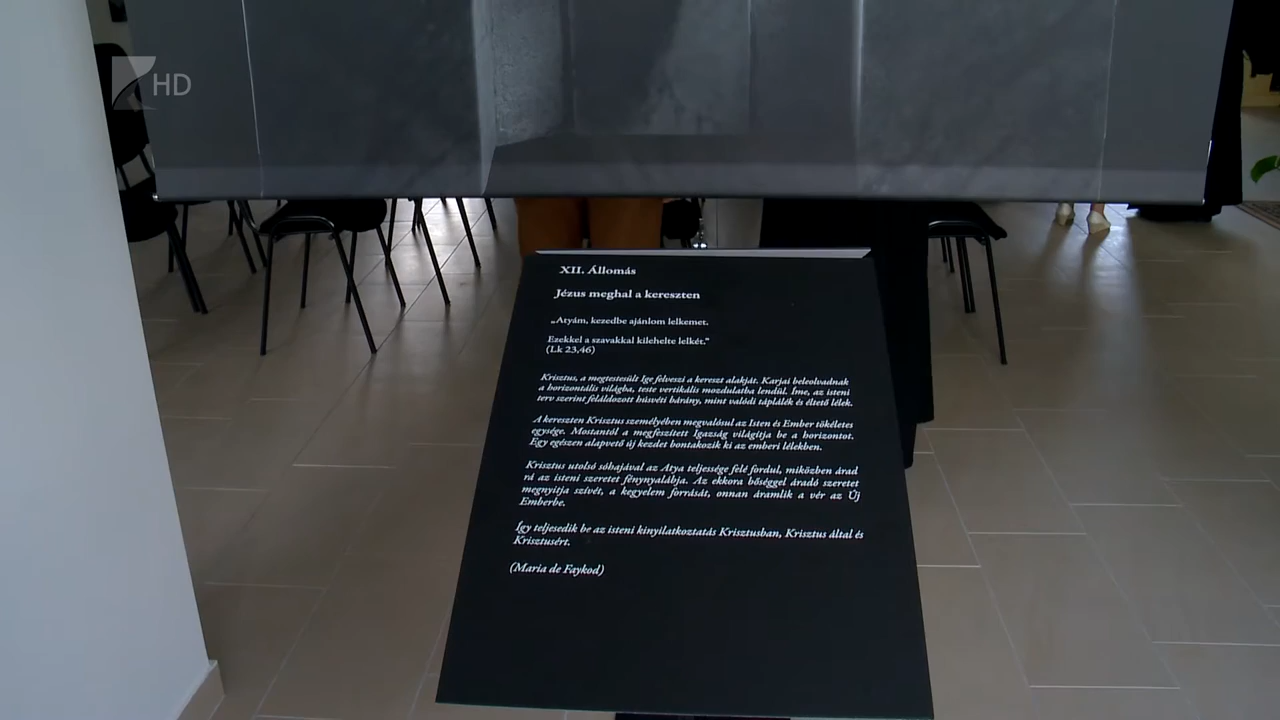 HD
XII. Állomás
Jézus meghal a kereszten
„Atyám, kezedbe ajánlom lelkemet.
Ezekkel a szavakkal kilehelte lelkét.”
(Lk 23,46)
Krisztus, a megtestesült Ige felveszi a kereszt alakját. Karjai beleolvadnak
a horizontális világba, teste vertikális mozdulatba lendül. Íme, az isteni
terv szerint feláldozott húsvéti bárány, mint valódi táplálék és éltető lélek.
A kereszten Krisztus személyében megvalósul az Isten és Ember tökéletes
egysége. Mostantól a megfeszített Igazság világítja be a horizontot.
Egy egészen alapvető új kezdet bontakozik ki az emberi lélekben.
Krisztus utolsó sóhajával az Atya teljessége felé fordul, miközben árad
rá az isteni szeretet fénynyalábja. Az ekkora bőséggel áradó szeretet
megnyitja szívét, a kegyelem forrását, onnan áramlik a vér az Új
Emberbe.
Így teljesedik be az isteni kinyilatkoztatás Krisztusban, Krisztus által és
Krisztusért.
(Maria de Faykod)